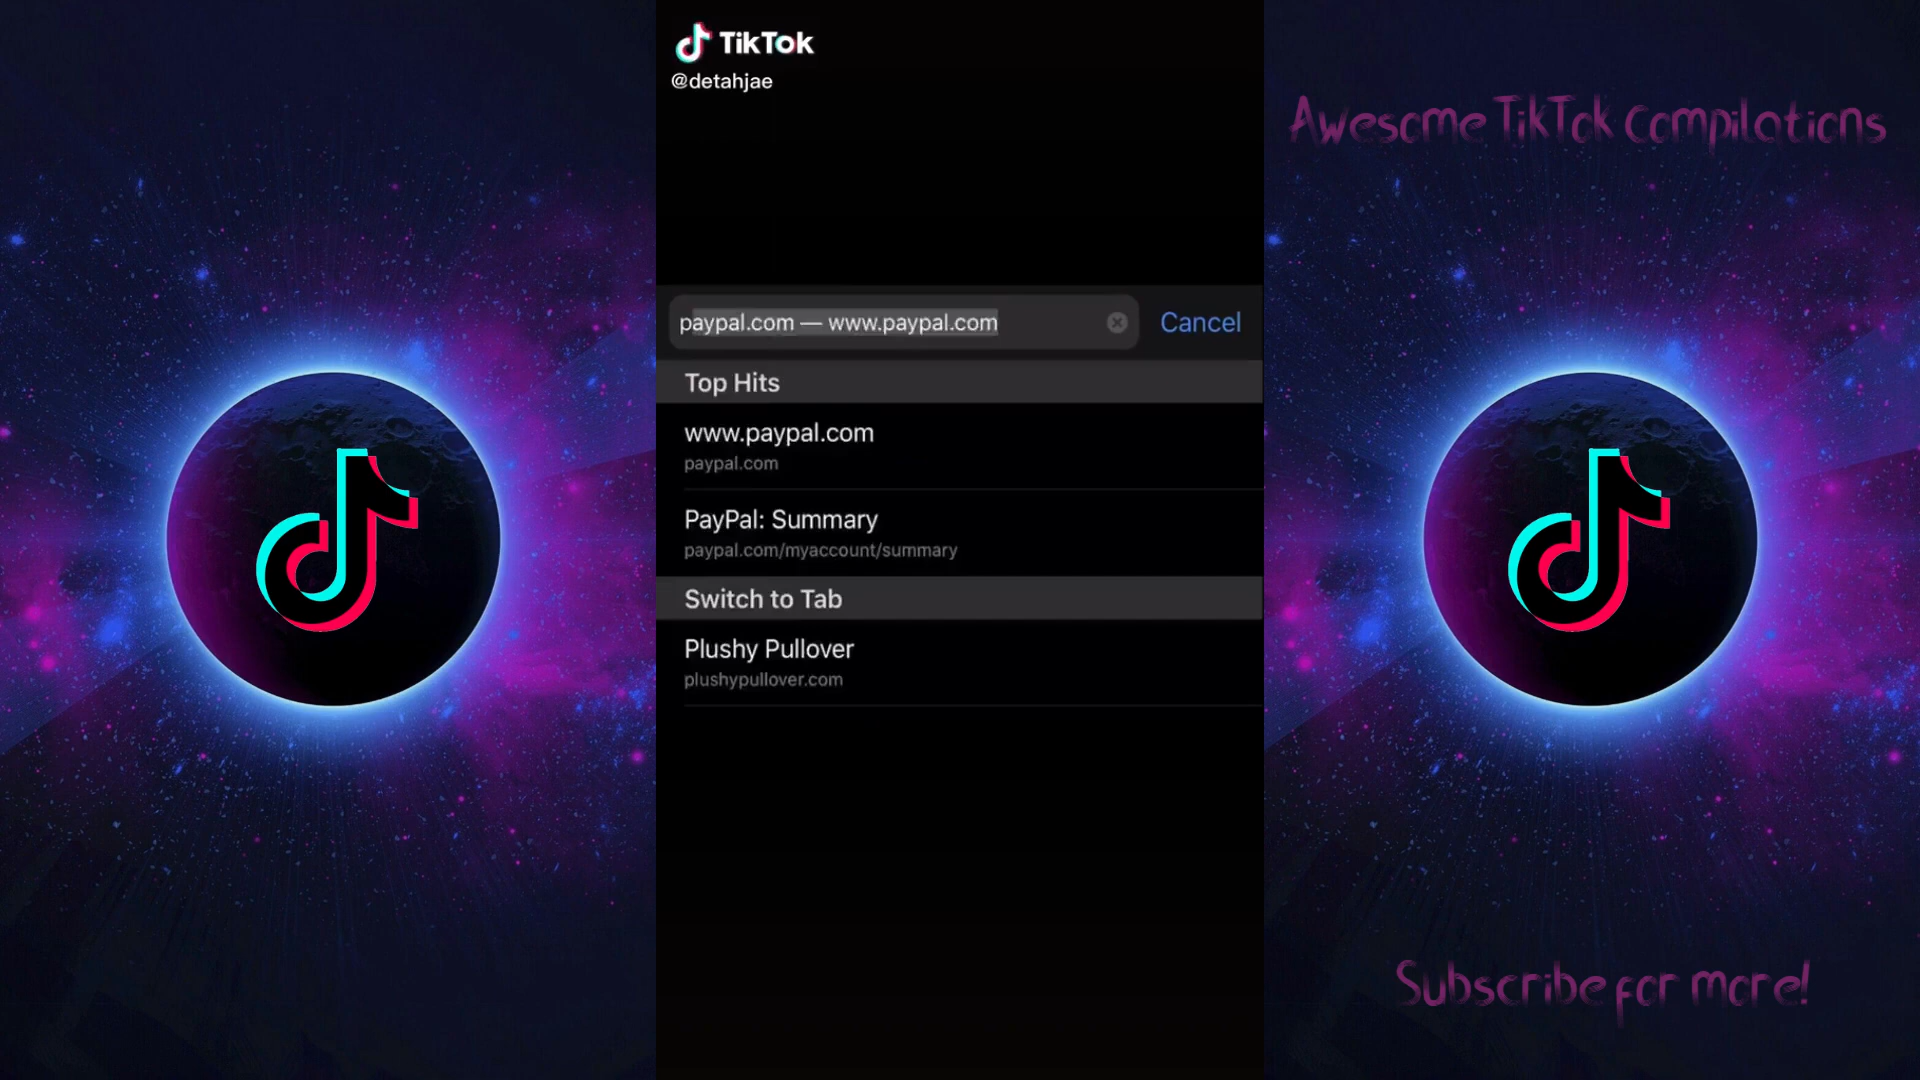 TikTok
@detahjae
Awesome TikTok Compilations
paypal.com — www.paypal.com
Cancel
Top Hits
www.paypal.com
paypal.com
PayPal: Summary
paypal.com/myaccount/summary
Switch to Tab
Plushy Pullover
plushypullover.com
Subscribe for more!